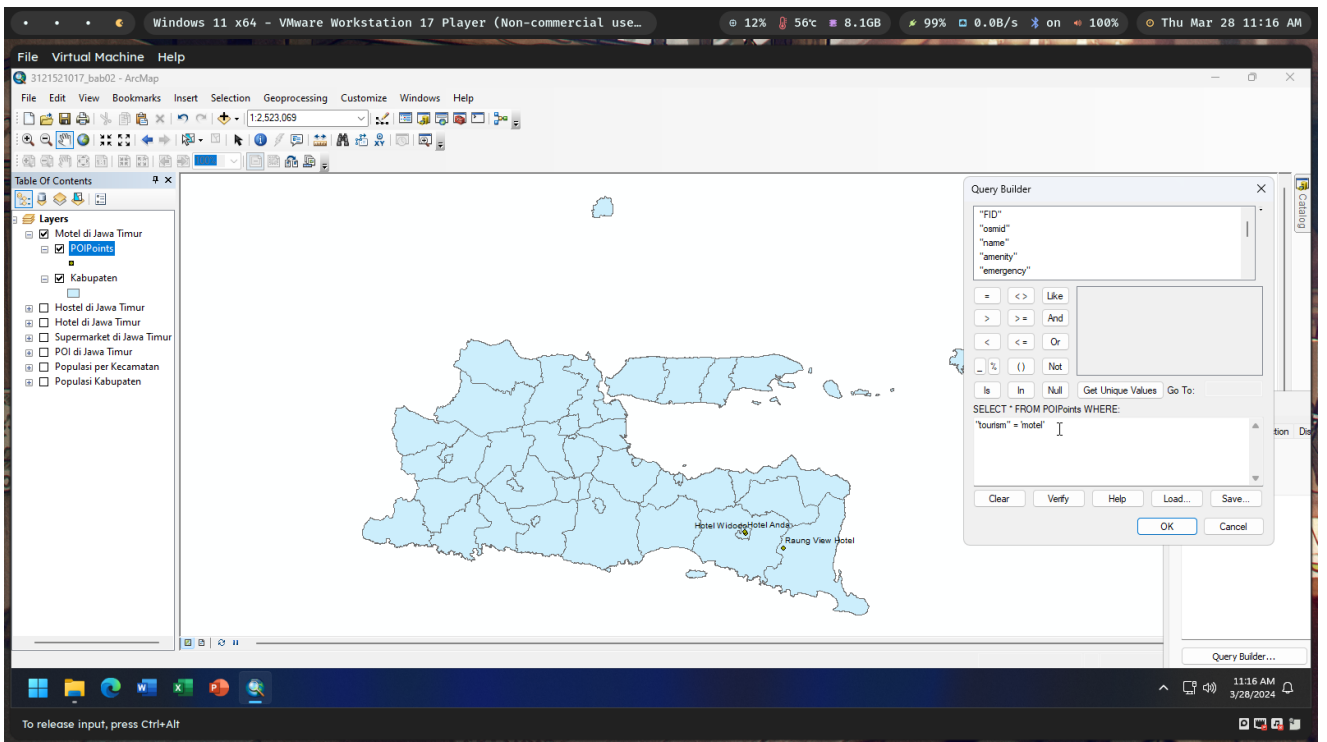 Windows 11 x64 - VMware Workstation 17 Player (Non-commercial use…
12% 56℃ 8.1GB
99% 0.0B/s on 100%
Thu Mar 28 11:16 AM
File Virtual Machine Help
3121521017_bab02 - ArcMap
File Edit View Bookmarks Insert Selection Geoprocessing Customize Windows Help
1:2,523,069
Table Of Contents
Layers
Motel di Jawa Timur
POIPoints
Kabupaten
Hostel di Jawa Timur
Hotel di Jawa Timur
Supermarket di Jawa Timur
POI di Jawa Timur
Populasi per Kecamatan
Populasi Kabupaten
Hotel Widodo
Hotel Anda
Raung View Hotel
Catalog
Query Builder
"FID"
"osmid"
"name"
"amenity"
"emergency"
= <> Like
> >= And
< <= Or
_ % () Not
Is In Null Get Unique Values Go To:
SELECT * FROM POIPoints WHERE:
"tourism" = 'motel'
Clear Verify Help Load... Save...
OK Cancel
tion Dis
Query Builder...
11:16 AM
3/28/2024
To release input, press Ctrl+Alt